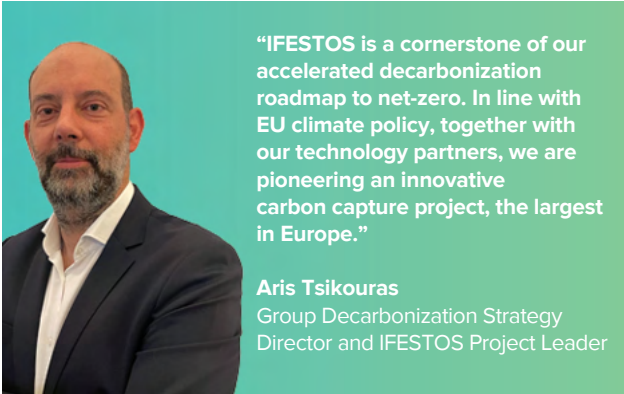 “IFESTOS is a cornerstone of our
accelerated decarbonization
roadmap to net-zero. In line with
EU climate policy, together with
our technology partners, we are
pioneering an innovative
carbon capture project, the largest
in Europe.”
Aris Tsikouras
Group Decarbonization Strategy
Director and IFESTOS Project Leader